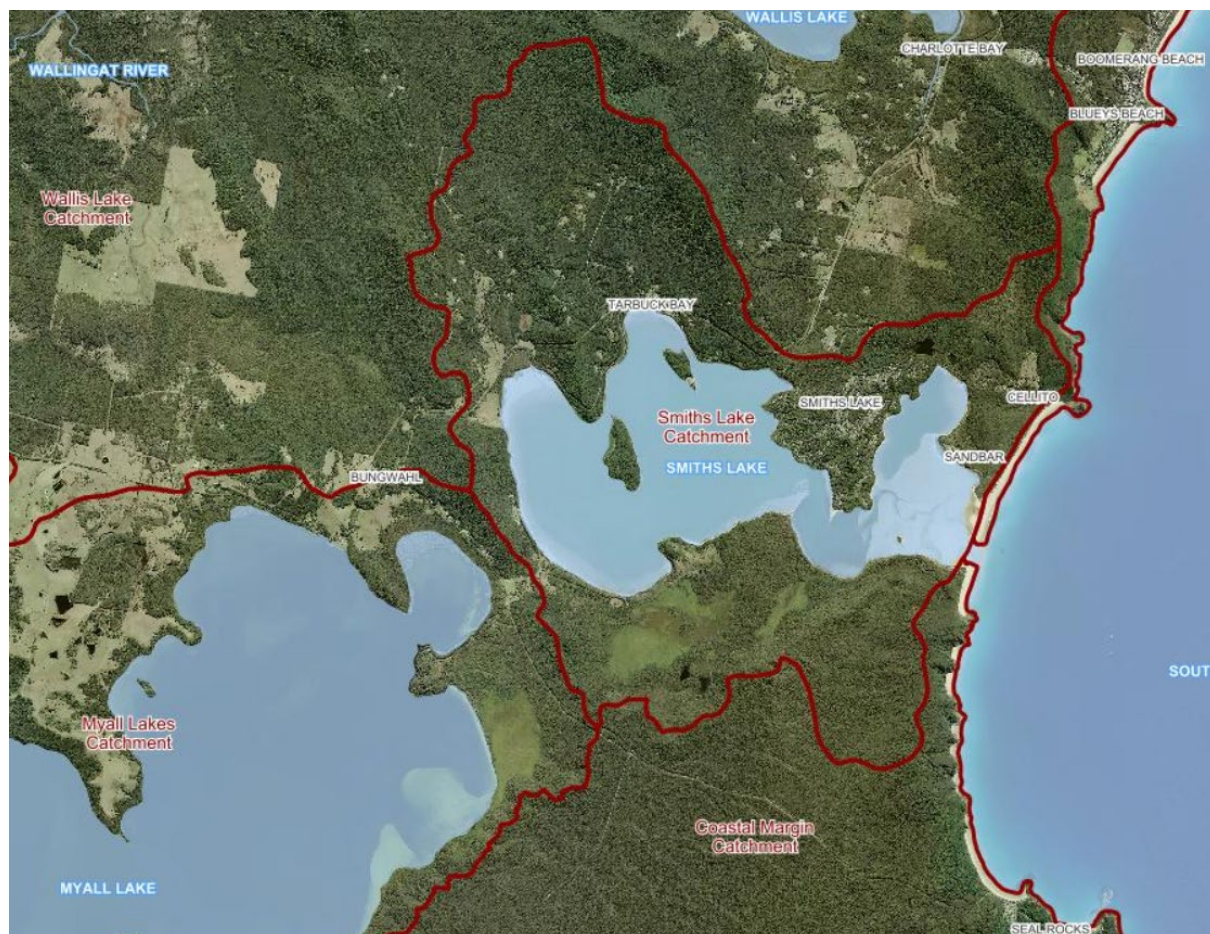 WALLIS LAKE
CHARLOTTE BAY
BOOMERANG BEACH
WALLINGAT RIVER
BLUEYS BEACH
Wallis Lake
Catchment
TARBUCK BAY
CELLITO
SMITHS LAKE
Smiths Lake
Catchment
SANDBAR
SMITHS LAKE
BUNGWAHL
SOUT
Myall Lakes
Catchment
Coastal Margin
Catchment
MYALL LAKE
SEAL ROCKS